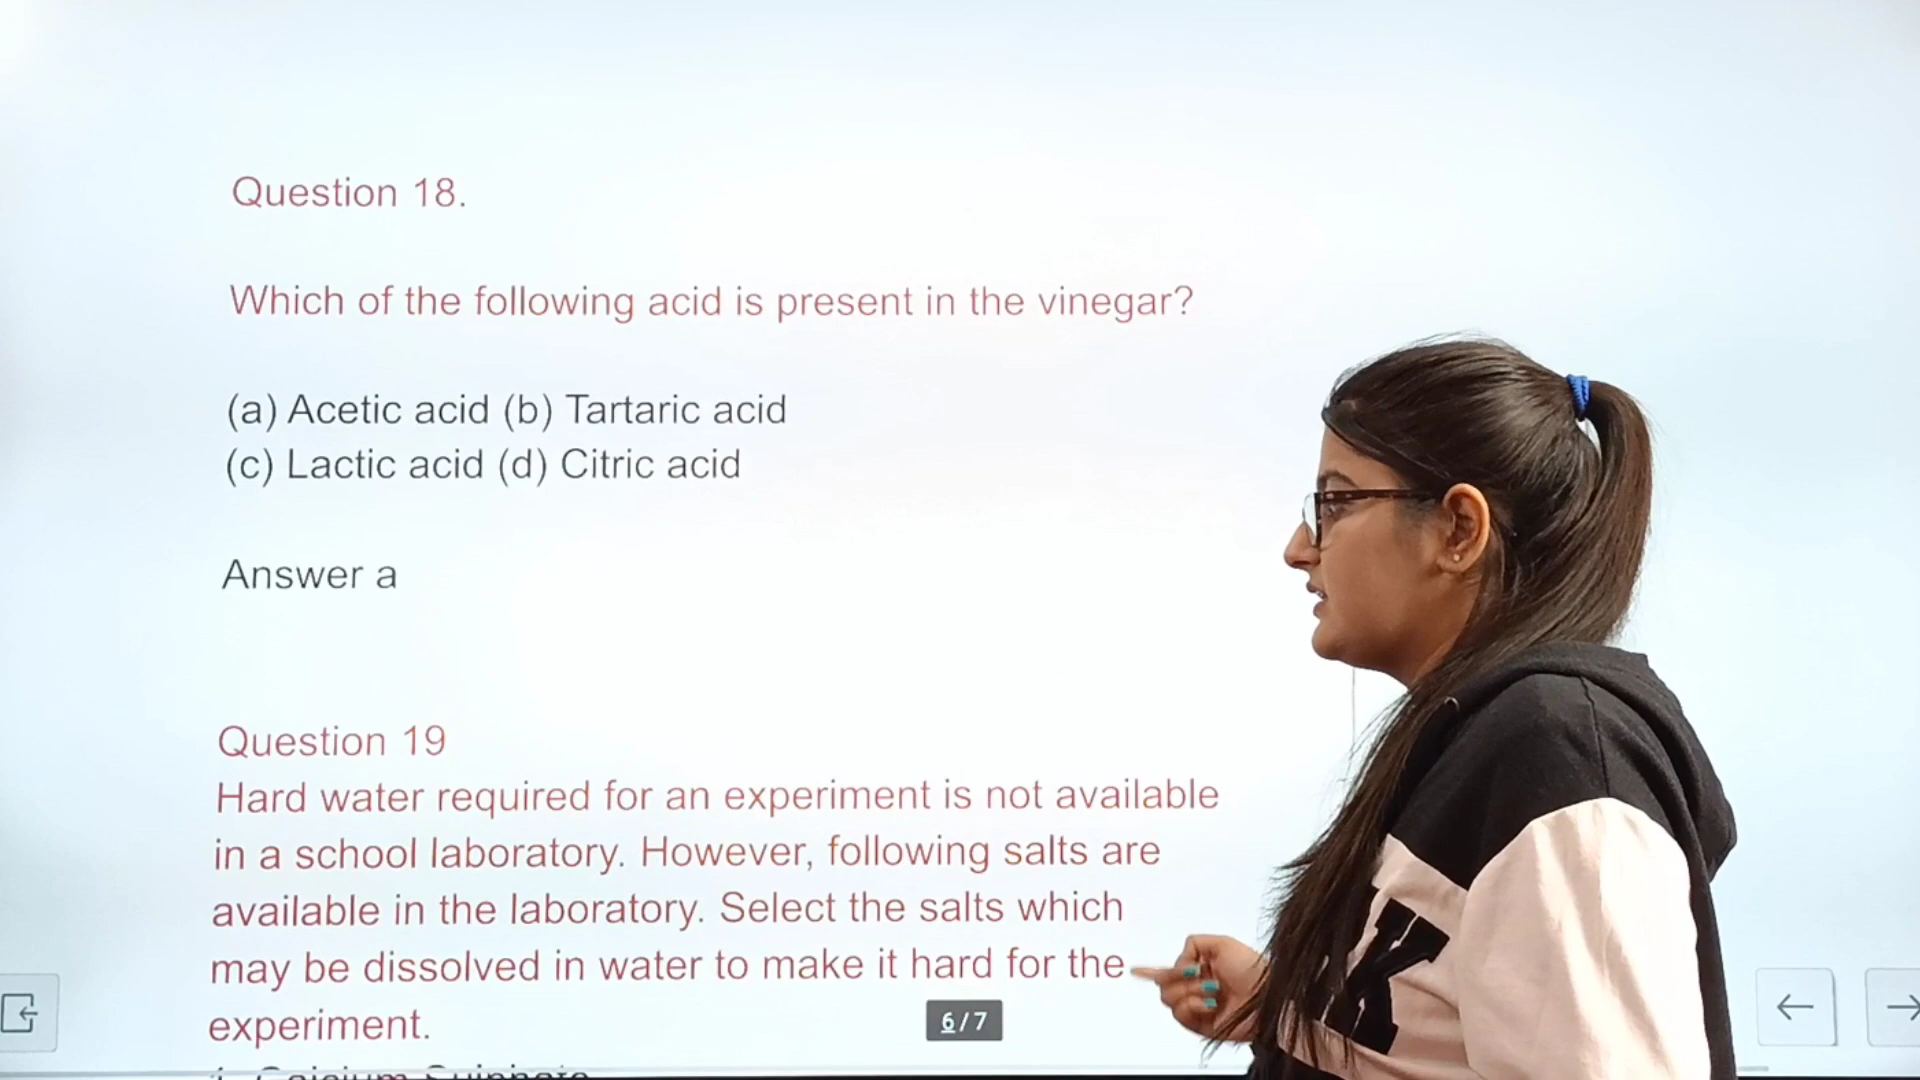 Question 18.
Which of the following acid is present in the vinegar?
(a) Acetic acid (b) Tartaric acid
(c) Lactic acid (d) Citric acid
Answer a
Question 19
Hard water required for an experiment is not available
in a school laboratory. However, following salts are
available in the laboratory. Select the salts which
may be dissolved in water to make it hard for the
experiment.
6/7
1. Calcium Sulphate
K